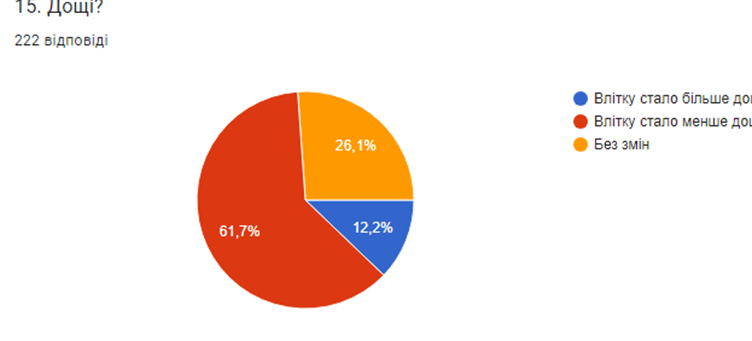 15. Дощі?
222 відповіді
Влітку стало більше
Влітку стало менше
Без змін
26,1%
61,7%
12,2%